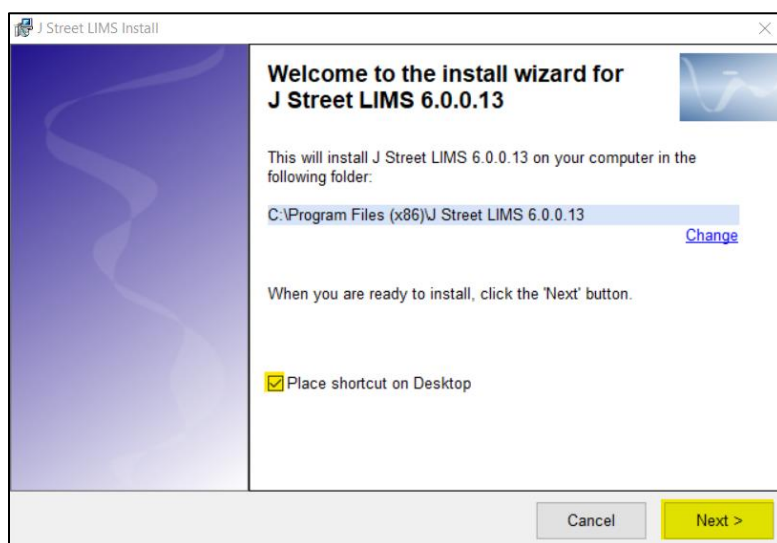 J Street LIMS Install
Welcome to the install wizard for
J Street LIMS 6.0.0.13
This will install J Street LIMS 6.0.0.13 on your computer in the
following folder:
C:\Program Files (x86)\J Street LIMS 6.0.0.13
Change
When you are ready to install, click the 'Next' button.
Place shortcut on Desktop
Cancel
Next >